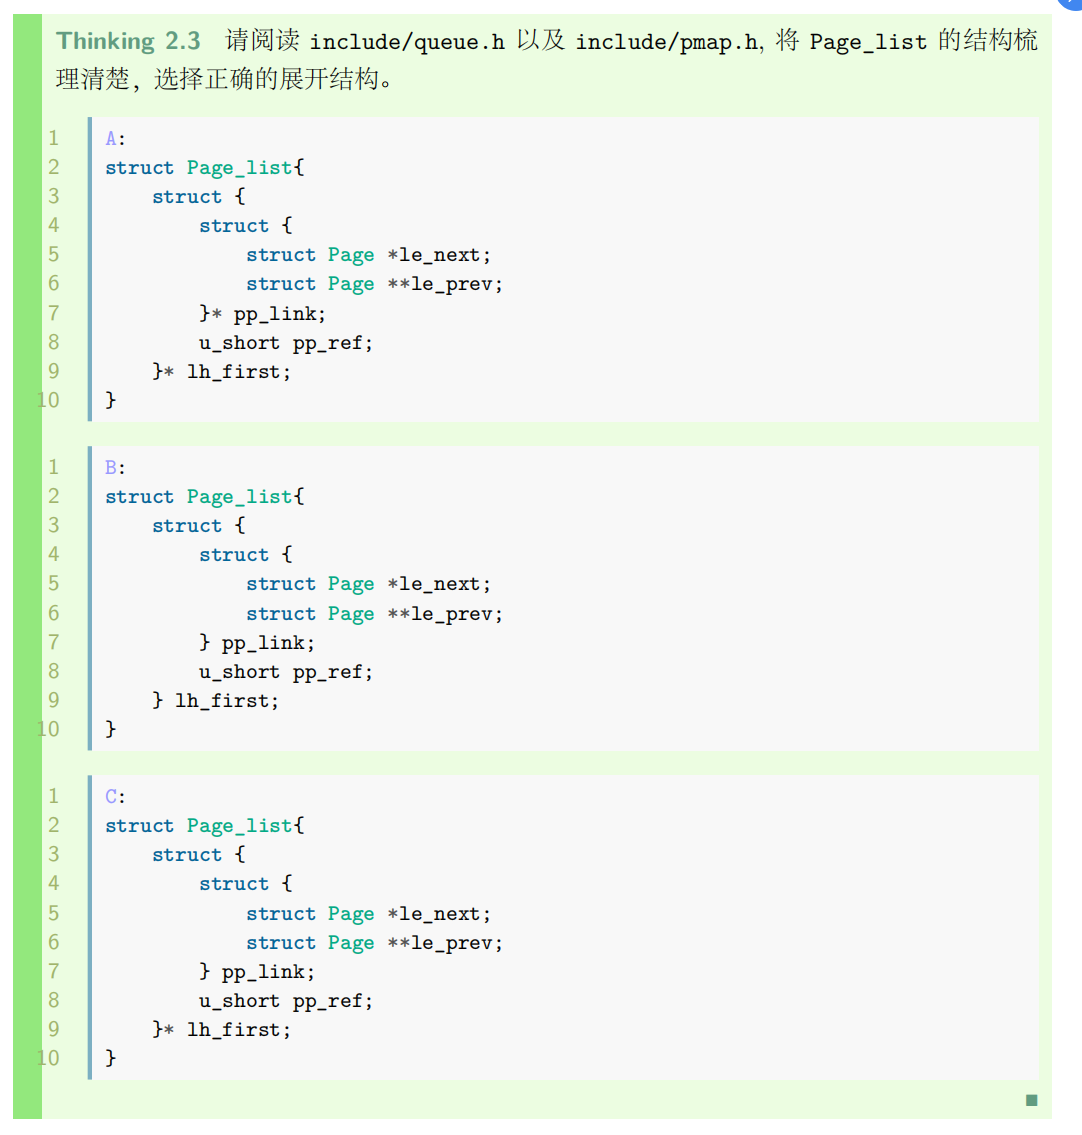 Thinking 2.3 请阅读 include/queue.h 以及 include/pmap.h, 将 Page_list 的结构梳
理清楚，选择正确的展开结构。
1 A:
2 struct Page_list{
3     struct {
4         struct {
5             struct Page *le_next;
6             struct Page **le_prev;
7         }* pp_link;
8         u_short pp_ref;
9     }* lh_first;
10 }
1 B:
2 struct Page_list{
3     struct {
4         struct {
5             struct Page *le_next;
6             struct Page **le_prev;
7         } pp_link;
8         u_short pp_ref;
9     } lh_first;
10 }
1 C:
2 struct Page_list{
3     struct {
4         struct {
5             struct Page *le_next;
6             struct Page **le_prev;
7         } pp_link;
8         u_short pp_ref;
9     }* lh_first;
10 }